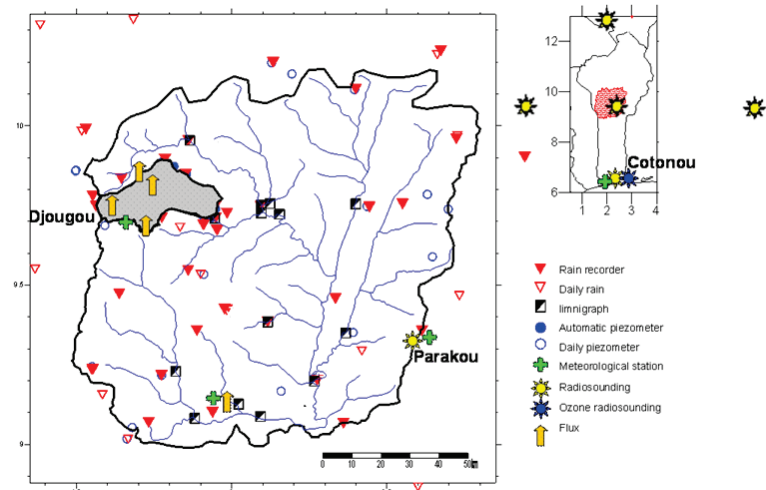 10
9.5
9
Djougou
Parakou
0 10 20 30 40 50
12
10
8
6
1 2 3 4
Cotonou
Rain recorder
Daily rain
limnigraph
Automatic piezometer
Daily piezometer
Meteorological station
Radiosounding
Ozone radiosounding
Flux